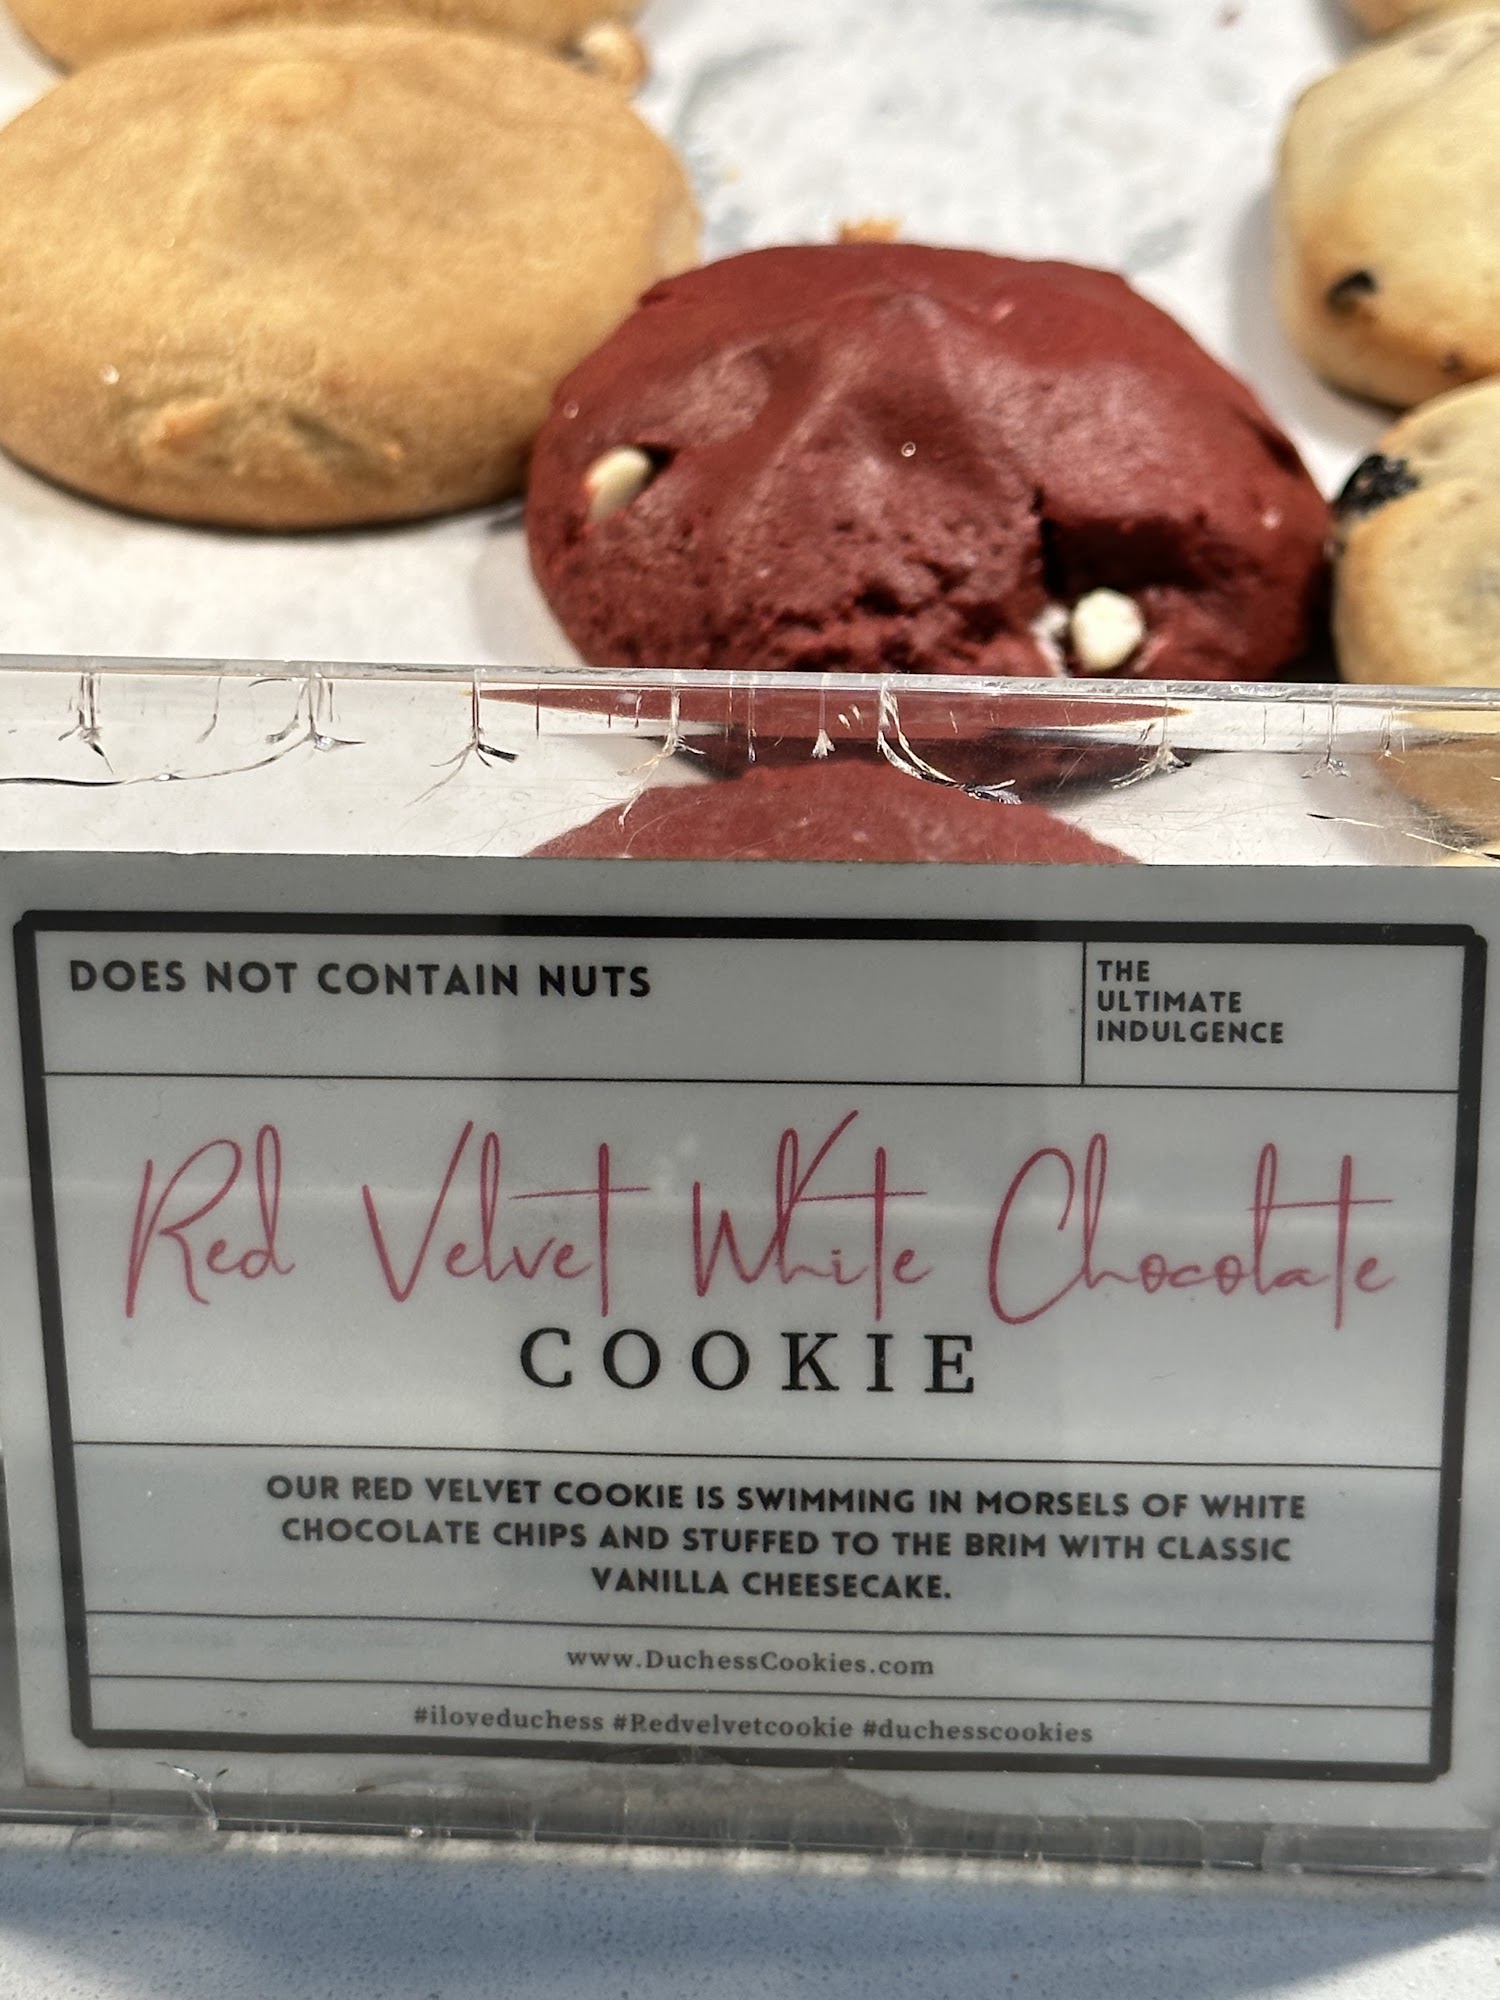 DOES NOT CONTAIN NUTS
THE
ULTIMATE
INDULGENCE
Red Velvet White Chocolate
COOKIE
OUR RED VELVET COOKIE IS SWIMMING IN MORSELS OF WHITE
CHOCOLATE CHIPS AND STUFFED TO THE BRIM WITH CLASSIC
VANILLA CHEESECAKE.
www.DuchessCookies.com
#iloveduchess #Redvelvetcookie #duchesscookies